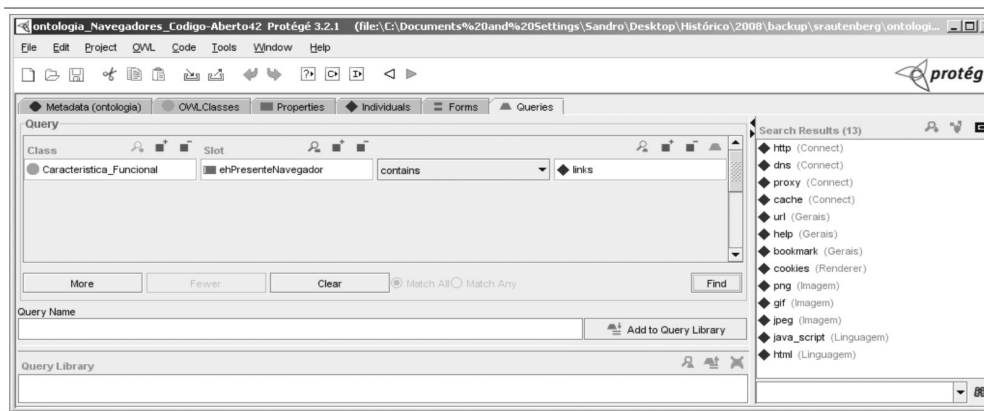 ontologia_Navegadores_Codigo-Aberto42 Protégé 3.2.1 (file:\C:\Documents%20and%20Settings\Sandro\Desktop\Histórico\2008\backup\srautenberg\ontologi...
File Edit Project OWL Code Tools Window Help
protég
Metadata (ontologia) OWLClasses Properties Individuals Forms Queries
Query
Class Slot
Caracteristica_Funcional ehPresenteNavegador contains links
More Fewer Clear Match All Match Any Find
Query Name
Add to Query Library
Query Library
Search Results (13)
http (Connect)
dns (Connect)
proxy (Connect)
cache (Connect)
url (Gerais)
help (Gerais)
bookmark (Gerais)
cookies (Renderer)
png (Imagem)
gif (Imagem)
jpeg (Imagem)
java_script (Linguagem)
html (Linguagem)